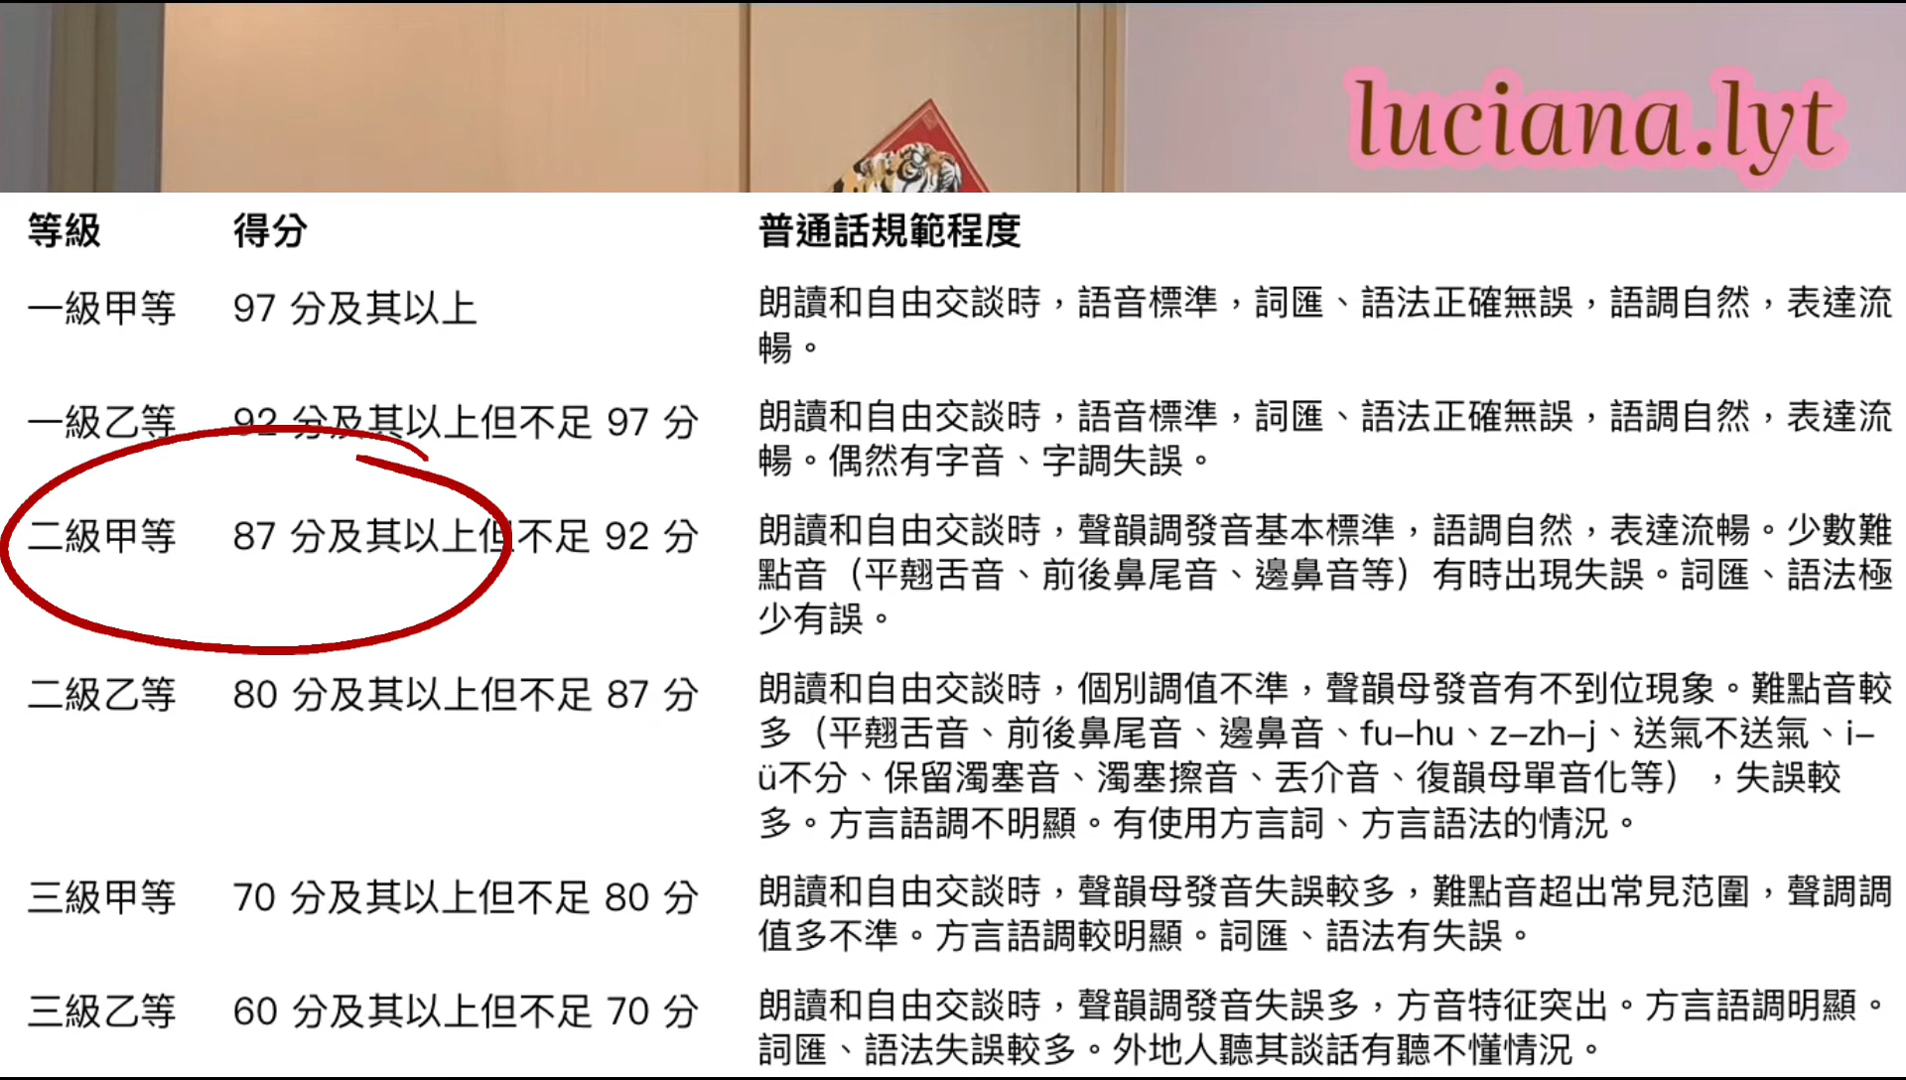 luciana.lyt
等級 得分 普通話規範程度
一級甲等 97 分及其以上 朗讀和自由交談時，語音標準，詞匯、語法正確無誤，語調自然，表達流
暢。
一級乙等 92 分及其以上但不足 97 分 朗讀和自由交談時，語音標準，詞匯、語法正確無誤，語調自然，表達流
暢。偶然有字音、字調失誤。
二級甲等 87 分及其以上但不足 92 分 朗讀和自由交談時，聲韻調發音基本標準，語調自然，表達流暢。少數難
點音（平翹舌音、前後鼻尾音、邊鼻音等）有時出現失誤。詞匯、語法極
少有誤。
二級乙等 80 分及其以上但不足 87 分 朗讀和自由交談時，個別調值不準，聲韻母發音有不到位現象。難點音較
多（平翹舌音、前後鼻尾音、邊鼻音、fu–hu、z–zh–j、送氣不送氣、i–
ü不分、保留濁塞音、濁塞擦音、丟介音、復韻母單音化等），失誤較
多。方言語調不明顯。有使用方言詞、方言語法的情況。
三級甲等 70 分及其以上但不足 80 分 朗讀和自由交談時，聲韻母發音失誤較多，難點音超出常見范圍，聲調調
值多不準。方言語調較明顯。詞匯、語法有失誤。
三級乙等 60 分及其以上但不足 70 分 朗讀和自由交談時，聲韻調發音失誤多，方音特征突出。方言語調明顯。
詞匯、語法失誤較多。外地人聽其談話有聽不懂情況。